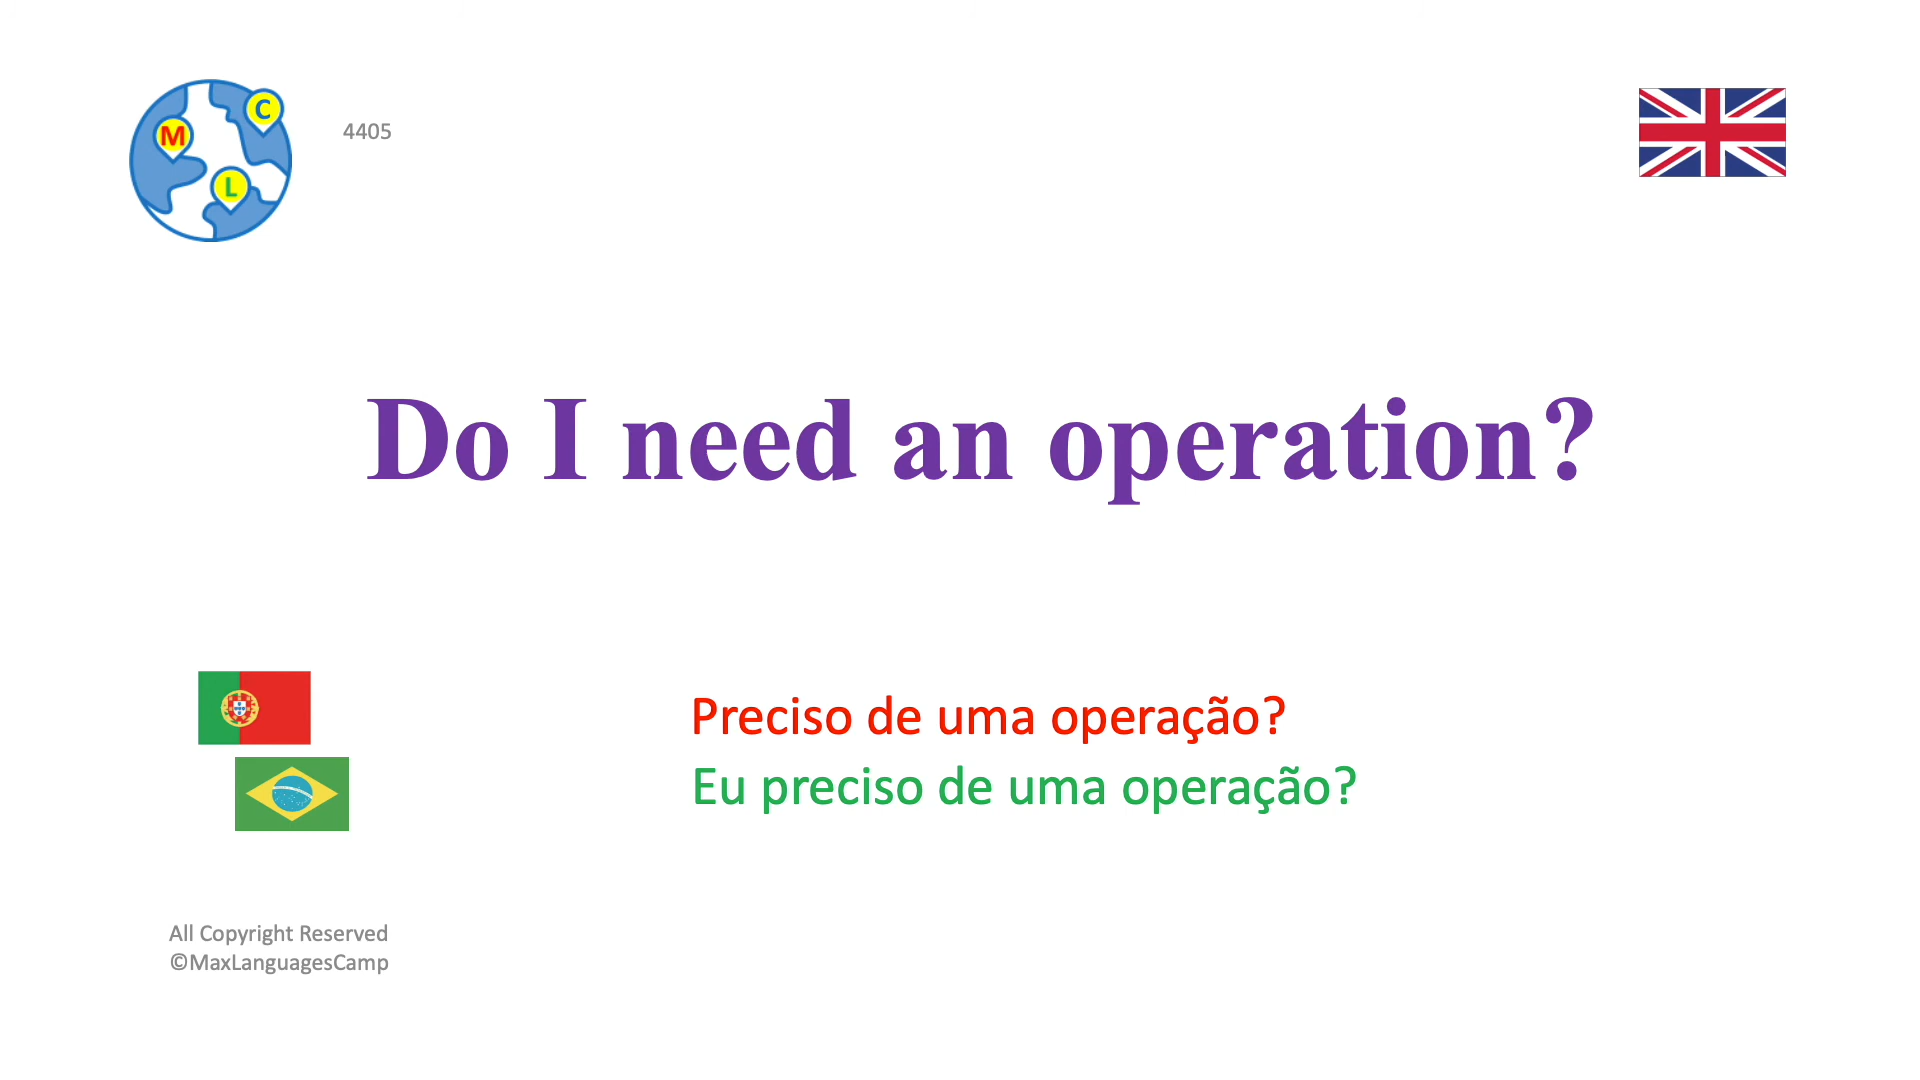 M
C
L
4405
Do I need an operation?
Preciso de uma operação?
Eu preciso de uma operação?
All Copyright Reserved
©MaxLanguagesCamp